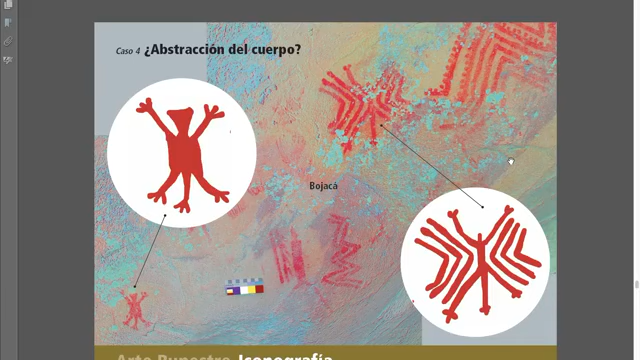 Caso 4 ¿Abstracción del cuerpo?
Bojacá
Arte Rupestre Iconografía